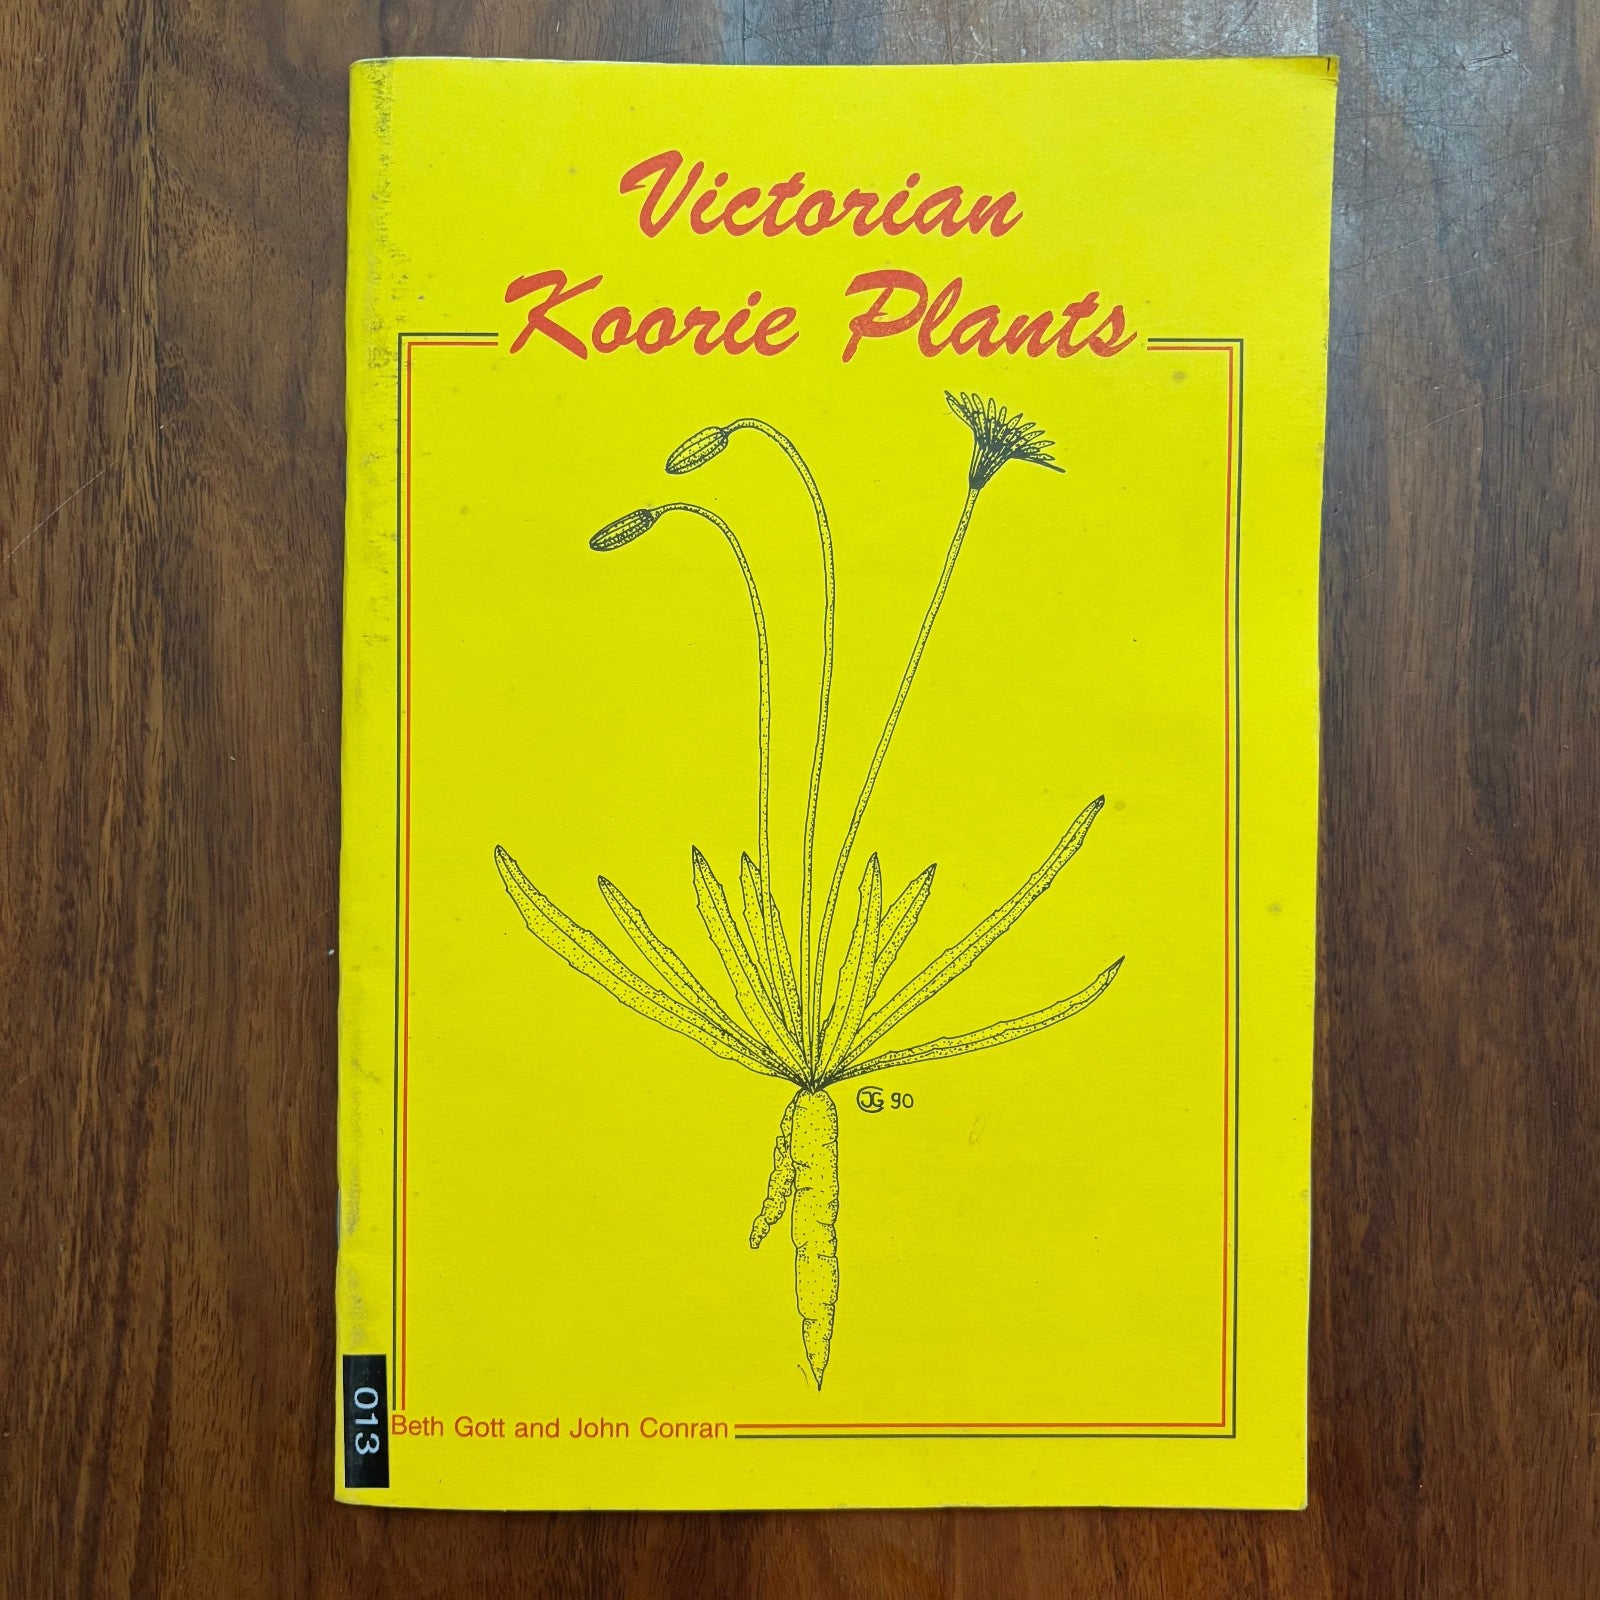 Victorian
Koorie Plants
JG 90
Beth Gott and John Conran
013